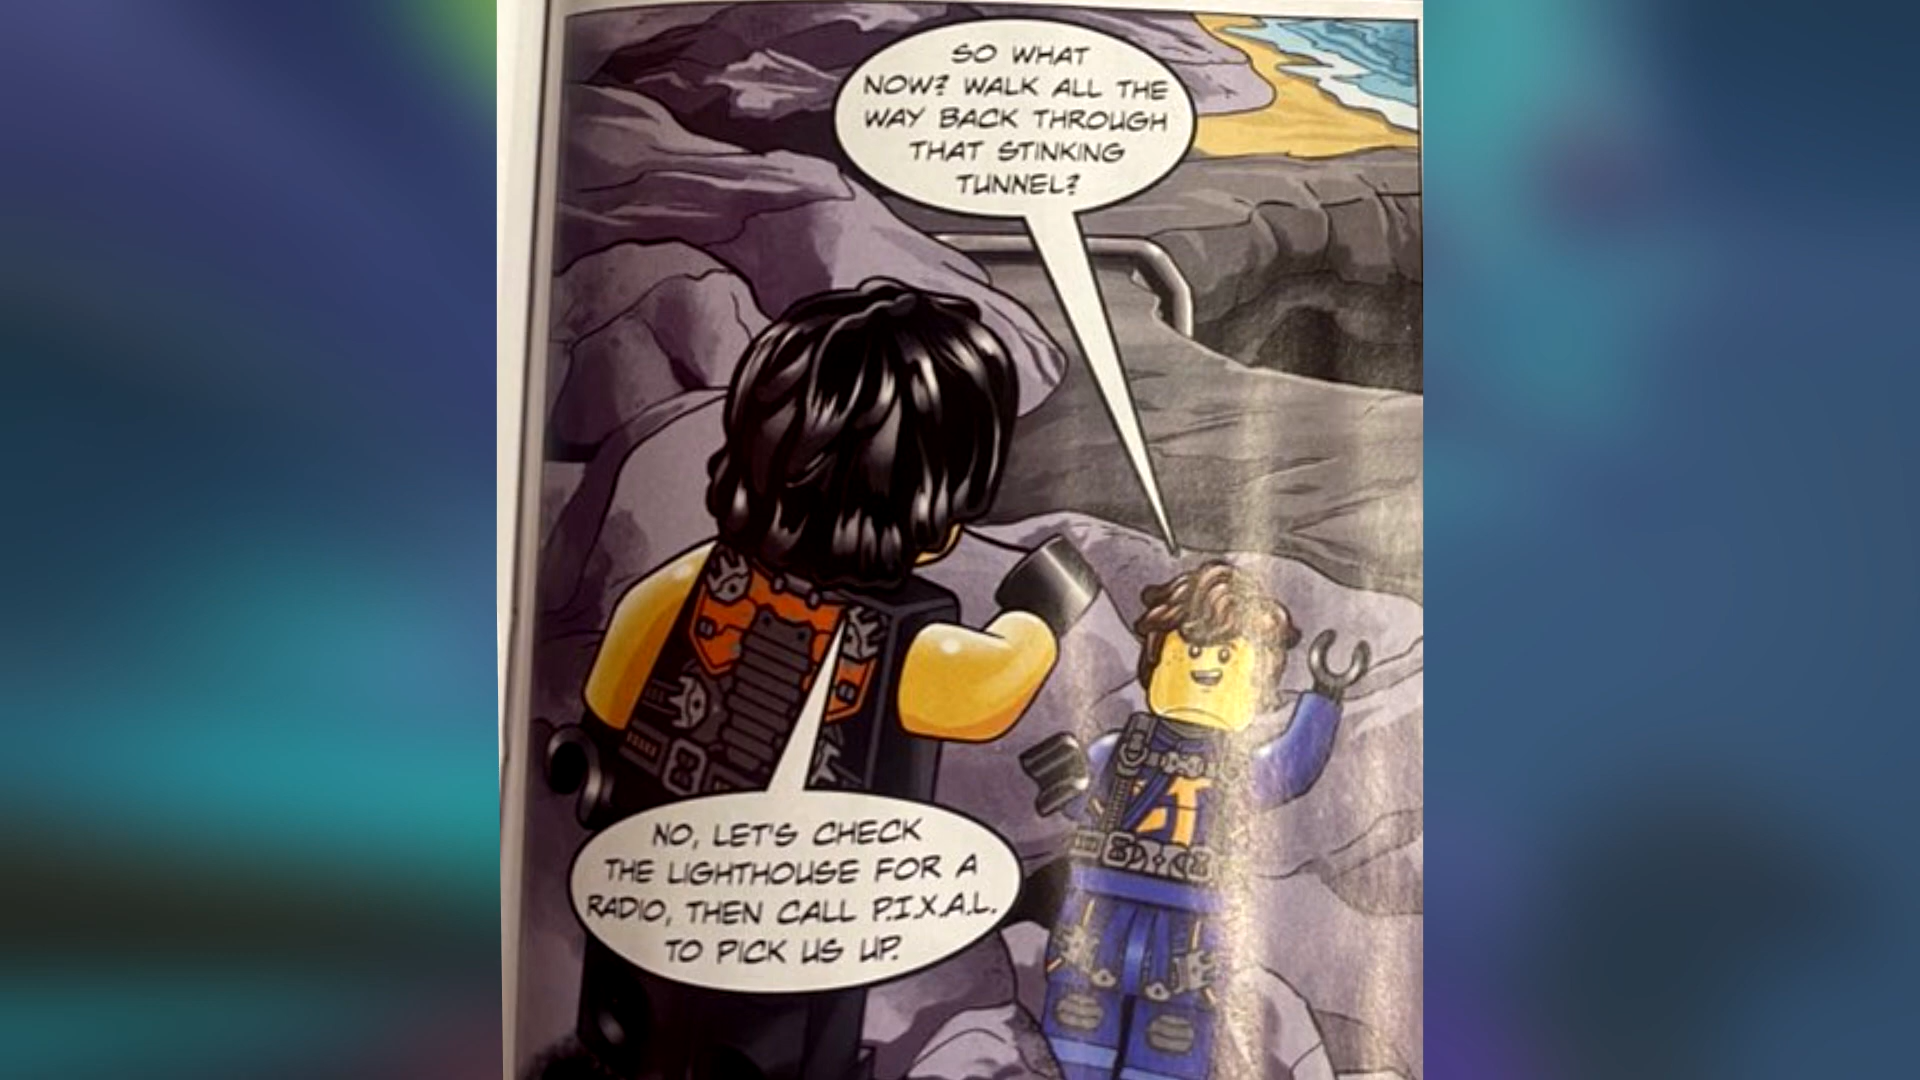 SO WHAT
NOW? WALK ALL THE
WAY BACK THROUGH
THAT STINKING
TUNNEL?
NO, LET'S CHECK
THE LIGHTHOUSE FOR A
RADIO, THEN CALL P.I.X.A.L.
TO PICK US UP.